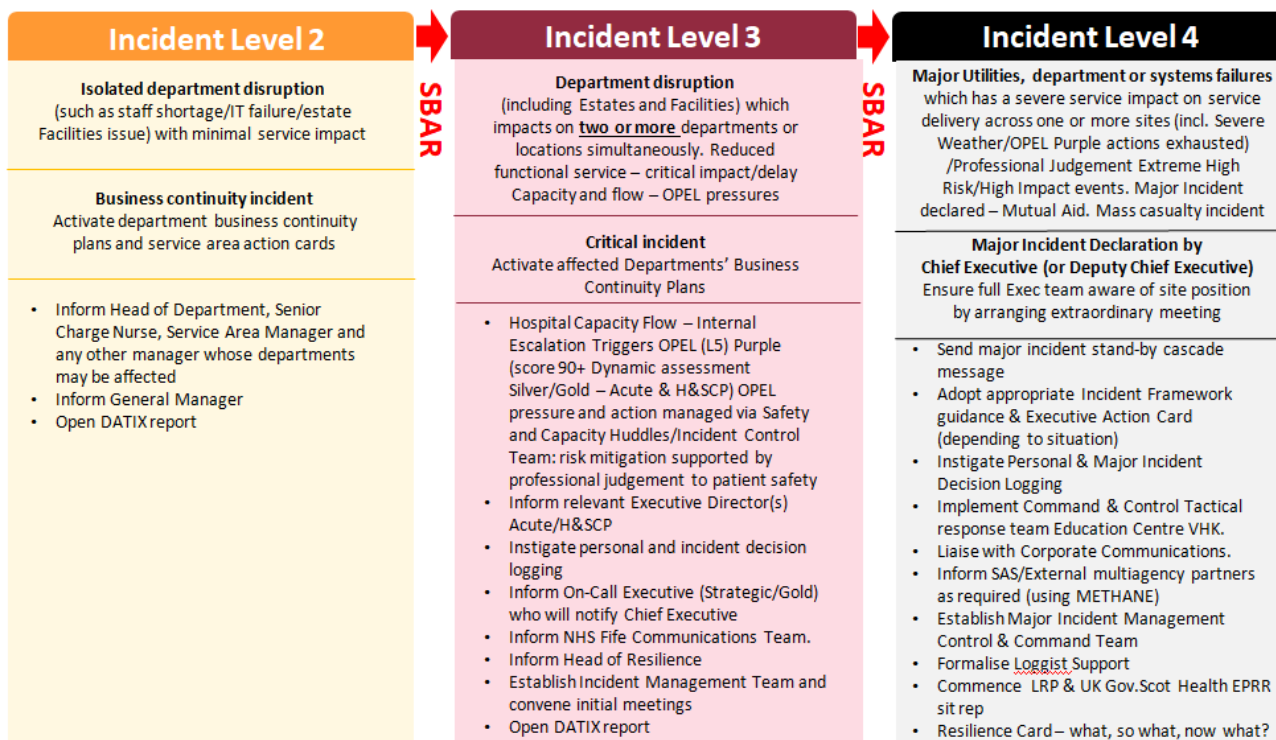 Incident Level 2
Isolated department disruption
(such as staff shortage/IT failure/estate
Facilities issue) with minimal service impact
Business continuity incident
Activate department business continuity
plans and service area action cards
• Inform Head of Department, Senior
Charge Nurse, Service Area Manager and
any other manager whose departments
may be affected
• Inform General Manager
• Open DATIX report
SBAR
Incident Level 3
Department disruption
(including Estates and Facilities) which
impacts on two or more departments or
locations simultaneously. Reduced
functional service – critical impact/delay
Capacity and flow – OPEL pressures
Critical incident
Activate affected Departments' Business
Continuity Plans
• Hospital Capacity Flow – Internal
Escalation Triggers OPEL (L5) Purple
(score 90+ Dynamic assessment
Silver/Gold – Acute & H&SCP) OPEL
pressure and action managed via Safety
and Capacity Huddles/Incident Control
Team: risk mitigation supported by
professional judgement to patient safety
• Inform relevant Executive Director(s)
Acute/H&SCP
• Instigate personal and incident decision
logging
• Inform On-Call Executive (Strategic/Gold)
who will notify Chief Executive
• Inform NHS Fife Communications Team.
• Inform Head of Resilience
• Establish Incident Management Team and
convene initial meetings
• Open DATIX report
SBAR
Incident Level 4
Major Utilities, department or systems failures
which has a severe service impact on service
delivery across one or more sites (incl. Severe
Weather/OPEL Purple actions exhausted)
/Professional Judgement Extreme High
Risk/High Impact events. Major Incident
declared – Mutual Aid. Mass casualty incident
Major Incident Declaration by
Chief Executive (or Deputy Chief Executive)
Ensure full Exec team aware of site position
by arranging extraordinary meeting
• Send major incident stand-by cascade
message
• Adopt appropriate Incident Framework
guidance & Executive Action Card
(depending to situation)
• Instigate Personal & Major Incident
Decision Logging
• Implement Command & Control Tactical
response team Education Centre VHK.
• Liaise with Corporate Communications.
• Inform SAS/External multiagency partners
as required (using METHANE)
• Establish Major Incident Management
Control & Command Team
• Formalise Loggist Support
• Commence LRP & UK Gov.Scot Health EPRR
sit rep
• Resilience Card – what, so what, now what?